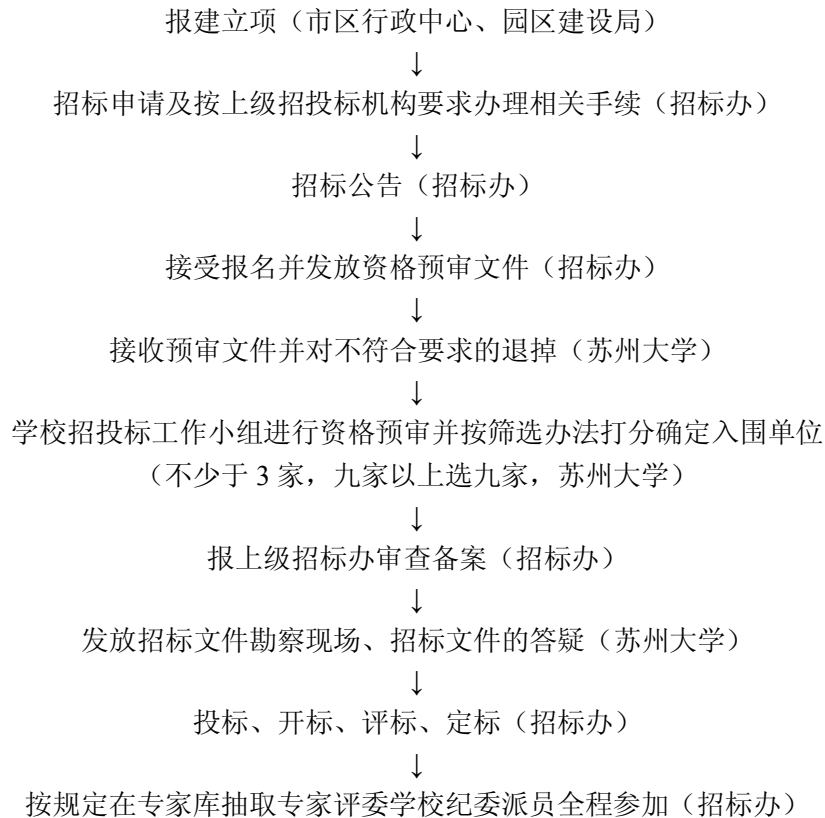 报建立项（市区行政中心、园区建设局）
↓
招标申请及按上级招投标机构要求办理相关手续（招标办）
↓
招标公告（招标办）
↓
接受报名并发放资格预审文件（招标办）
↓
接收预审文件并对不符合要求的退掉（苏州大学）
↓
学校招投标工作小组进行资格预审并按筛选办法打分确定入围单位
（不少于 3 家，九家以上选九家，苏州大学）
↓
报上级招标办审查备案（招标办）
↓
发放招标文件勘察现场、招标文件的答疑（苏州大学）
↓
投标、开标、评标、定标（招标办）
↓
按规定在专家库抽取专家评委学校纪委派员全程参加（招标办）